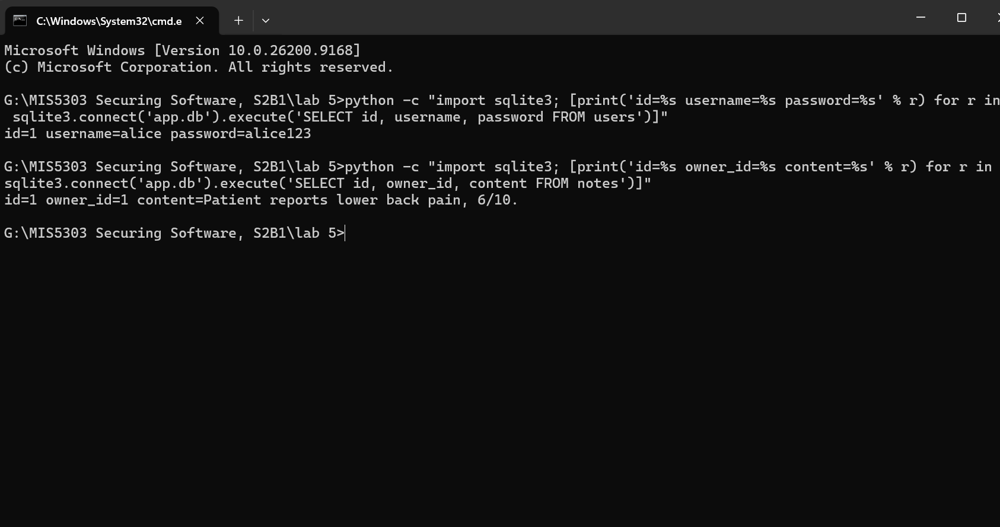 C:\Windows\System32\cmd.e
Microsoft Windows [Version 10.0.26200.9168]
(c) Microsoft Corporation. All rights reserved.
G:\MIS5303 Securing Software, S2B1\lab 5>python -c "import sqlite3; [print('id=%s username=%s password=%s' % r) for r in
 sqlite3.connect('app.db').execute('SELECT id, username, password FROM users')]"
id=1 username=alice password=alice123
G:\MIS5303 Securing Software, S2B1\lab 5>python -c "import sqlite3; [print('id=%s owner_id=%s content=%s' % r) for r in
sqlite3.connect('app.db').execute('SELECT id, owner_id, content FROM notes')]"
id=1 owner_id=1 content=Patient reports lower back pain, 6/10.
G:\MIS5303 Securing Software, S2B1\lab 5>